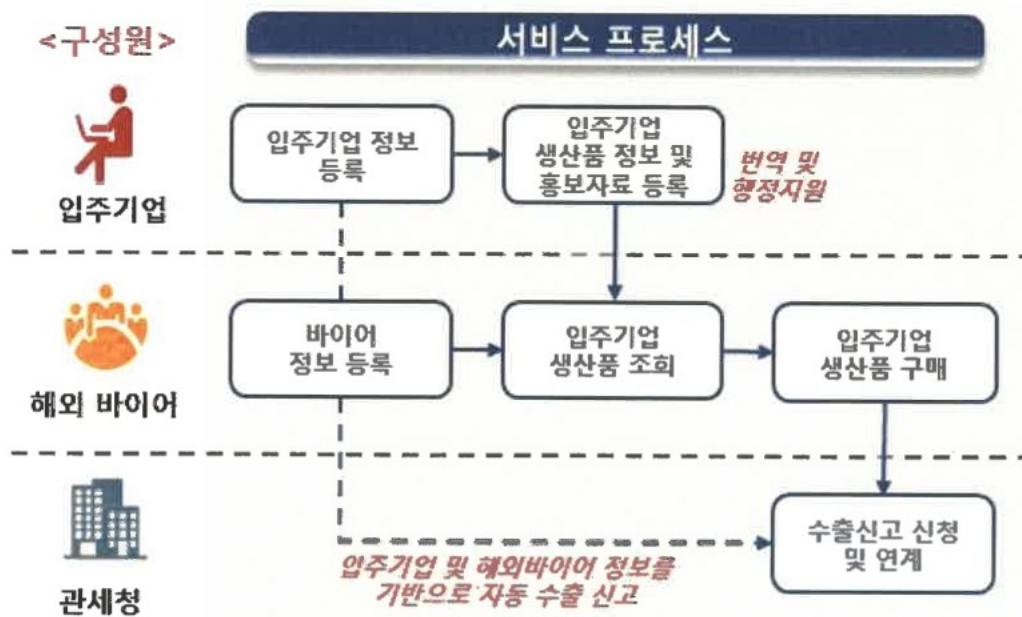 <구성원>
서비스 프로세스
입주기업
입주기업 정보
등록
입주기업
생산품 정보 및
홍보자료 등록
번역 및
행정지원
해외 바이어
바이어
정보 등록
입주기업
생산품 조회
입주기업
생산품 구매
관세청
수출신고 신청
및 연계
입주기업 및 해외바이어 정보를
기반으로 자동 수출 신고